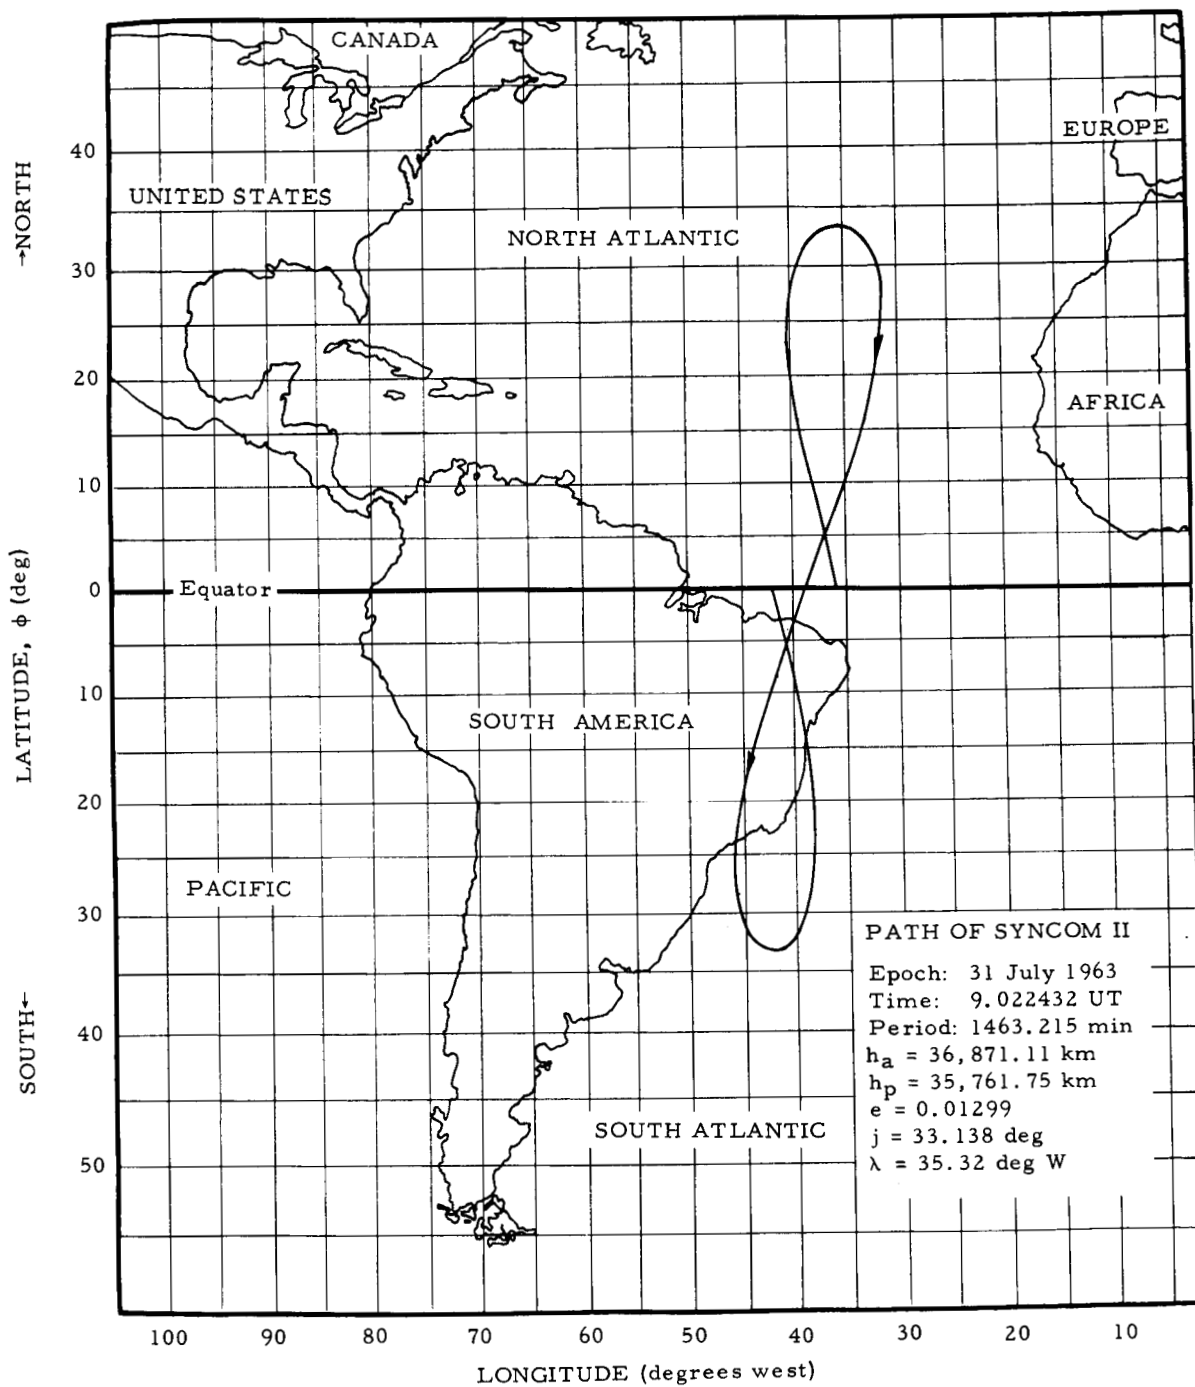 CANADA
EUROPE
40
UNITED STATES
→NORTH
NORTH ATLANTIC
30
20
AFRICA
10
LATITUDE, ϕ (deg)
0
Equator
10
SOUTH AMERICA
20
PACIFIC
30
PATH OF SYNCOM II
Epoch: 31 July 1963
Time: 9.022432 UT
Period: 1463.215 min
SOUTH←
40
ha = 36,871.11 km
hp = 35,761.75 km
e = 0.01299
SOUTH ATLANTIC
j = 33.138 deg
50
λ = 35.32 deg W
100 90 80 70 60 50 40 30 20 10
LONGITUDE (degrees west)